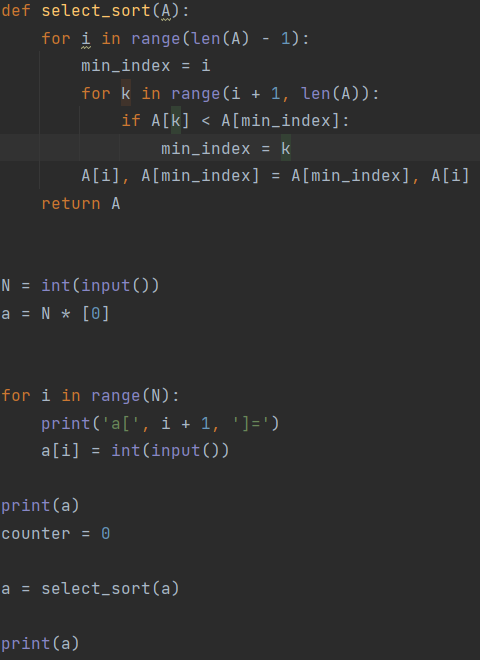 def select_sort(A):
    for i in range(len(A) - 1):
        min_index = i
        for k in range(i + 1, len(A)):
            if A[k] < A[min_index]:
                min_index = k
        A[i], A[min_index] = A[min_index], A[i]
    return A
N = int(input())
a = N * [0]
for i in range(N):
    print('a[', i + 1, ']=')
    a[i] = int(input())
print(a)
counter = 0
a = select_sort(a)
print(a)